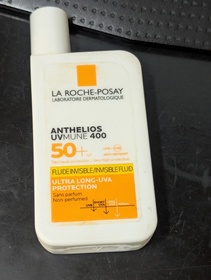 LA ROCHE-POSAY
LABORATOIRE DERMATOLOGIQUE
ANTHELIOS
UVMUNE 400
50+
FLUIDE INVISIBLE/INVISIBLE FLUID
ULTRA LONG-UVA
PROTECTION
Sans parfum
Non-perfumed